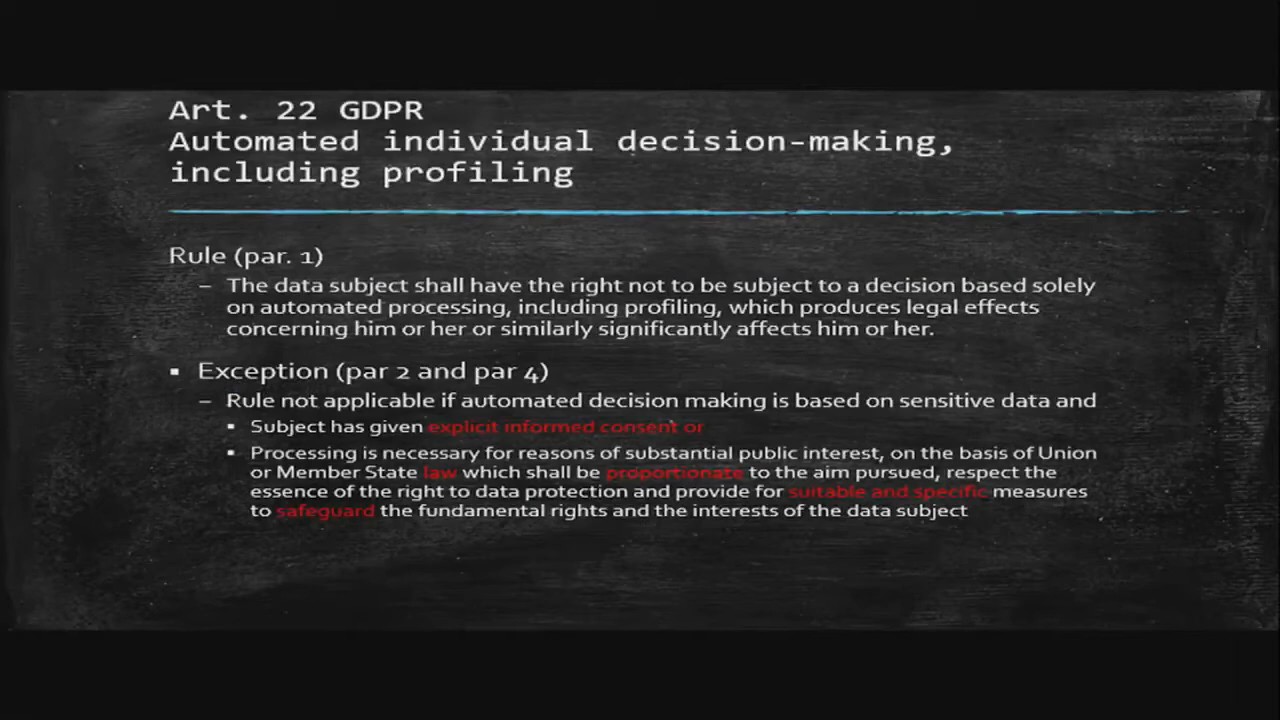 Art. 22 GDPR
Automated individual decision-making,
including profiling
Rule (par. 1)
– The data subject shall have the right not to be subject to a decision based solely
on automated processing, including profiling, which produces legal effects
concerning him or her or similarly significantly affects him or her.
▪ Exception (par 2 and par 4)
– Rule not applicable if automated decision making is based on sensitive data and
▪ Subject has given explicit informed consent or
▪ Processing is necessary for reasons of substantial public interest, on the basis of Union
or Member State law which shall be proportionate to the aim pursued, respect the
essence of the right to data protection and provide for suitable and specific measures
to safeguard the fundamental rights and the interests of the data subject